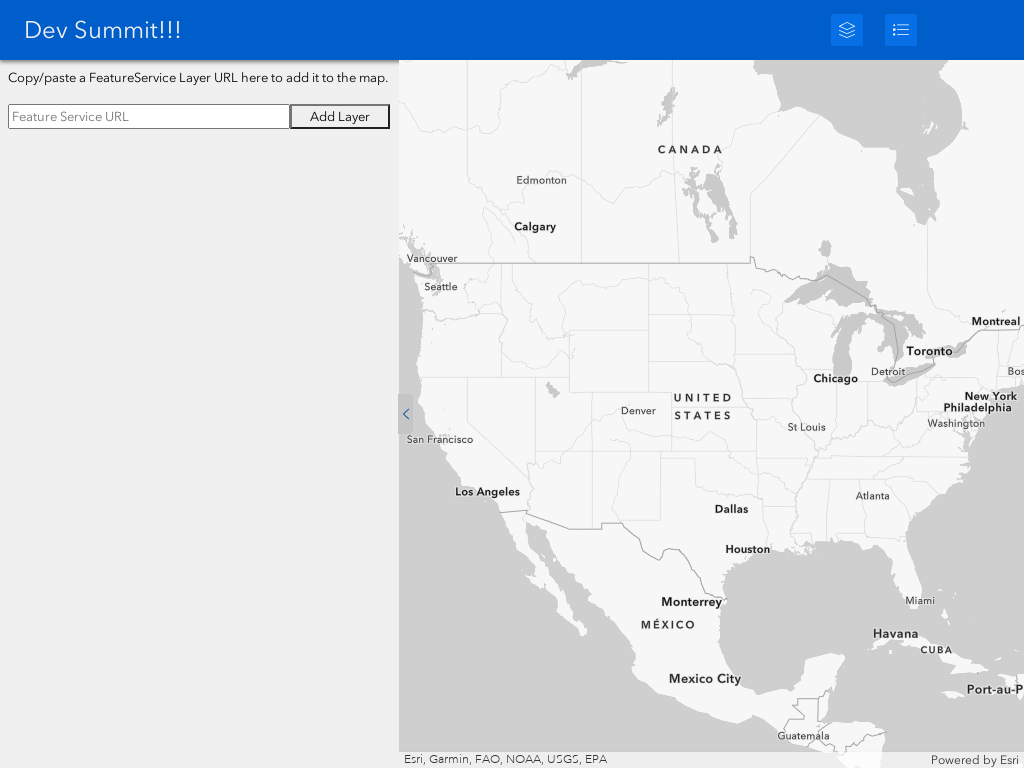 Dev Summit!!!
Copy/paste a FeatureService Layer URL here to add it to the map.
Feature Service URL
Add Layer
CANADA
Edmonton
Calgary
Vancouver
Seattle
Montreal
Toronto
Detroit
Bos
Chicago
UNITED
STATES
Denver
New York
Philadelphia
Washington
St Louis
San Francisco
Los Angeles
Atlanta
Dallas
Houston
Monterrey
Miami
MÉXICO
Havana
CUBA
Mexico City
Port-au-P
Guatemala
Esri, Garmin, FAO, NOAA, USGS, EPA
Powered by Esri